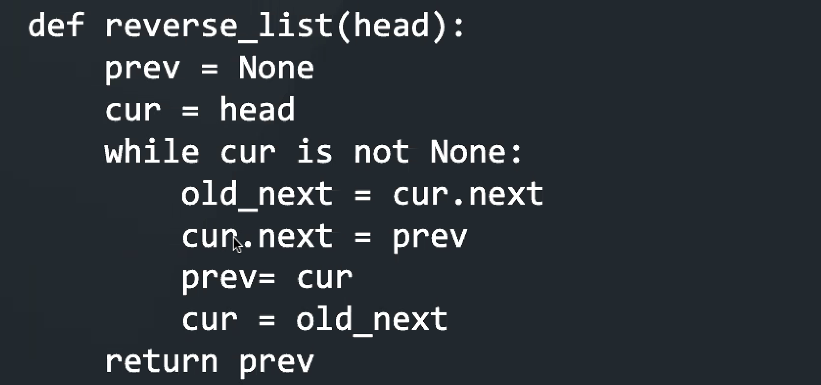 def reverse_list(head):
    prev = None
    cur = head
    while cur is not None:
        old_next = cur.next
        cur.next = prev
        prev= cur
        cur = old_next
    return prev